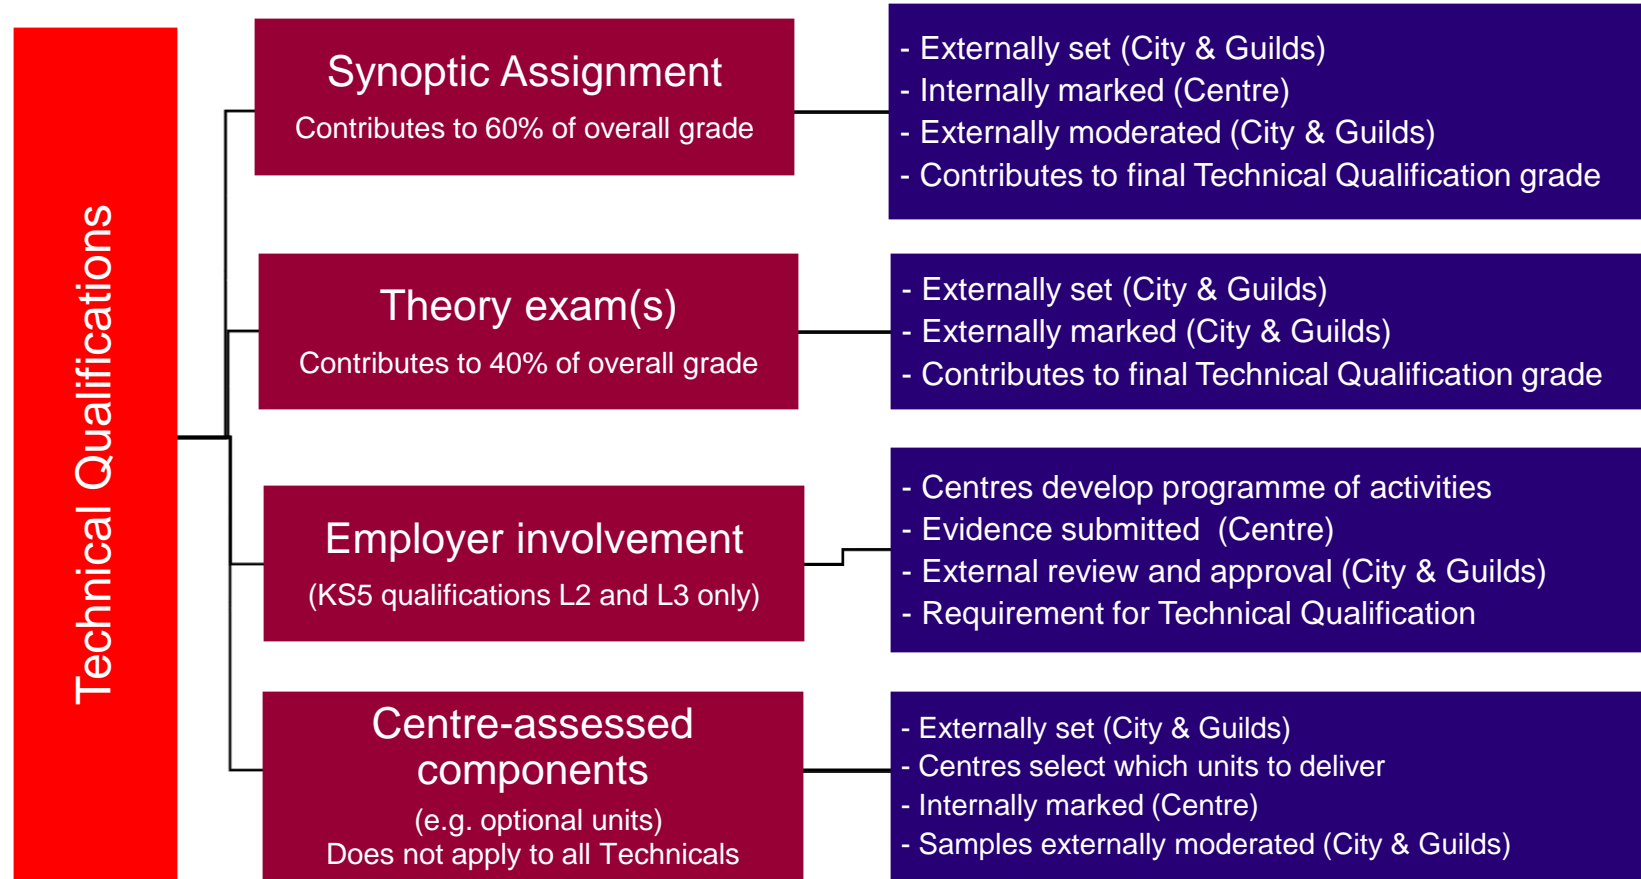 Technical Qualifications
Synoptic Assignment
Contributes to 60% of overall grade
- Externally set (City & Guilds)
- Internally marked (Centre)
- Externally moderated (City & Guilds)
- Contributes to final Technical Qualification grade
Theory exam(s)
Contributes to 40% of overall grade
- Externally set (City & Guilds)
- Externally marked (City & Guilds)
- Contributes to final Technical Qualification grade
Employer involvement
(KS5 qualifications L2 and L3 only)
- Centres develop programme of activities
- Evidence submitted  (Centre)
- External review and approval (City & Guilds)
- Requirement for Technical Qualification
Centre-assessed
components
(e.g. optional units)
Does not apply to all Technicals
- Externally set (City & Guilds)
- Centres select which units to deliver
- Internally marked (Centre)
- Samples externally moderated (City & Guilds)